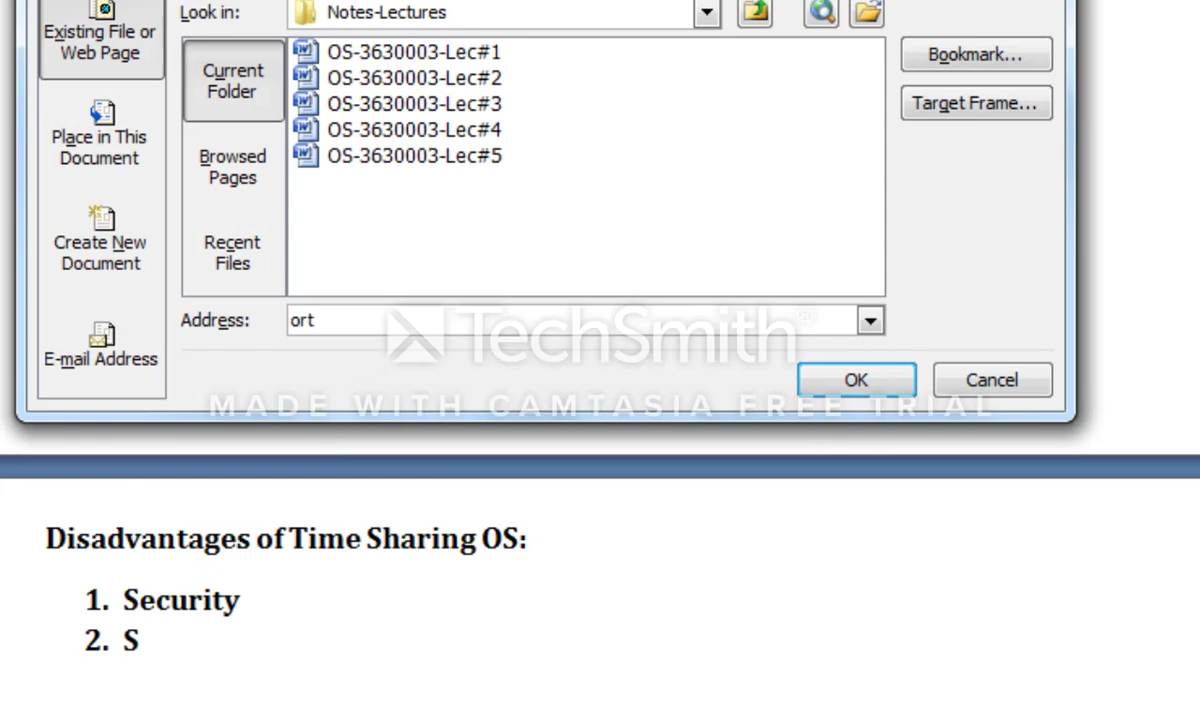 Existing File or
Web Page
Look in:
Notes-Lectures
Current
Folder
OS-3630003-Lec#1
OS-3630003-Lec#2
OS-3630003-Lec#3
OS-3630003-Lec#4
OS-3630003-Lec#5
Bookmark...
Target Frame...
Place in This
Document
Browsed
Pages
Create New
Document
Recent
Files
Address:
ort
E-mail Address
OK
Cancel
TechSmith®
MADE WITH CAMTASIA FREE TRIAL
Disadvantages of Time Sharing OS:
1. Security
2. S